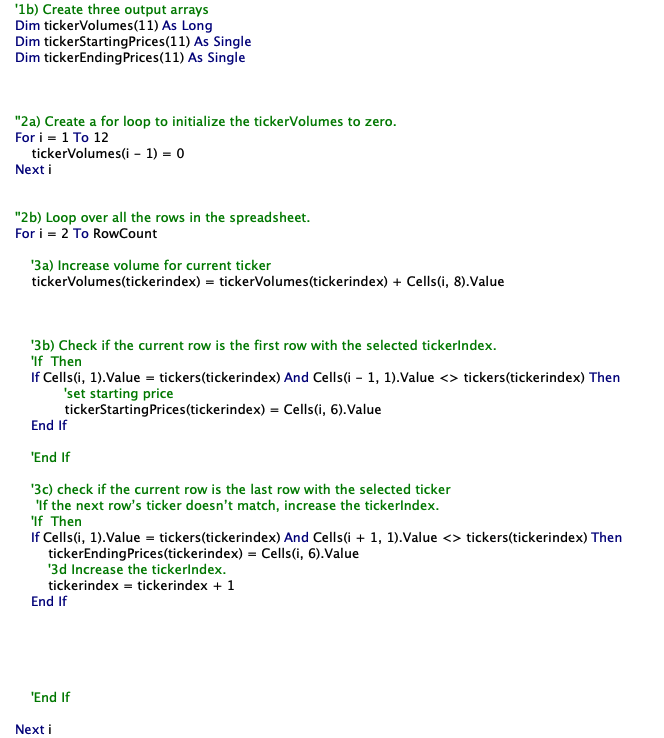 '1b) Create three output arrays
Dim tickerVolumes(11) As Long
Dim tickerStartingPrices(11) As Single
Dim tickerEndingPrices(11) As Single
''2a) Create a for loop to initialize the tickerVolumes to zero.
For i = 1 To 12
tickerVolumes(i - 1) = 0
Next i
''2b) Loop over all the rows in the spreadsheet.
For i = 2 To RowCount
'3a) Increase volume for current ticker
tickerVolumes(tickerindex) = tickerVolumes(tickerindex) + Cells(i, 8).Value
'3b) Check if the current row is the first row with the selected tickerIndex.
'If  Then
If Cells(i, 1).Value = tickers(tickerindex) And Cells(i - 1, 1).Value <> tickers(tickerindex) Then
'set starting price
tickerStartingPrices(tickerindex) = Cells(i, 6).Value
End If
'End If
'3c) check if the current row is the last row with the selected ticker
'If the next row's ticker doesn't match, increase the tickerIndex.
'If  Then
If Cells(i, 1).Value = tickers(tickerindex) And Cells(i + 1, 1).Value <> tickers(tickerindex) Then
tickerEndingPrices(tickerindex) = Cells(i, 6).Value
'3d Increase the tickerIndex.
tickerindex = tickerindex + 1
End If
'End If
Next i